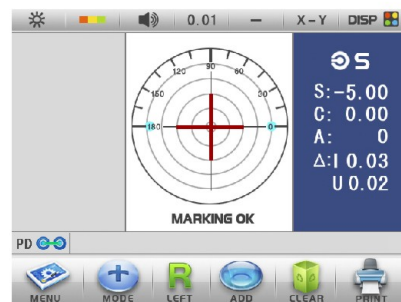 0.01 — X-Y DISP
S
S:-5.00
C: 0.00
A: 0
Δ:I 0.03
U 0.02
120 90 60
150 30
180 0
MARKING OK
PD
R
MENU MODE LEFT ADD CLEAR PRINT